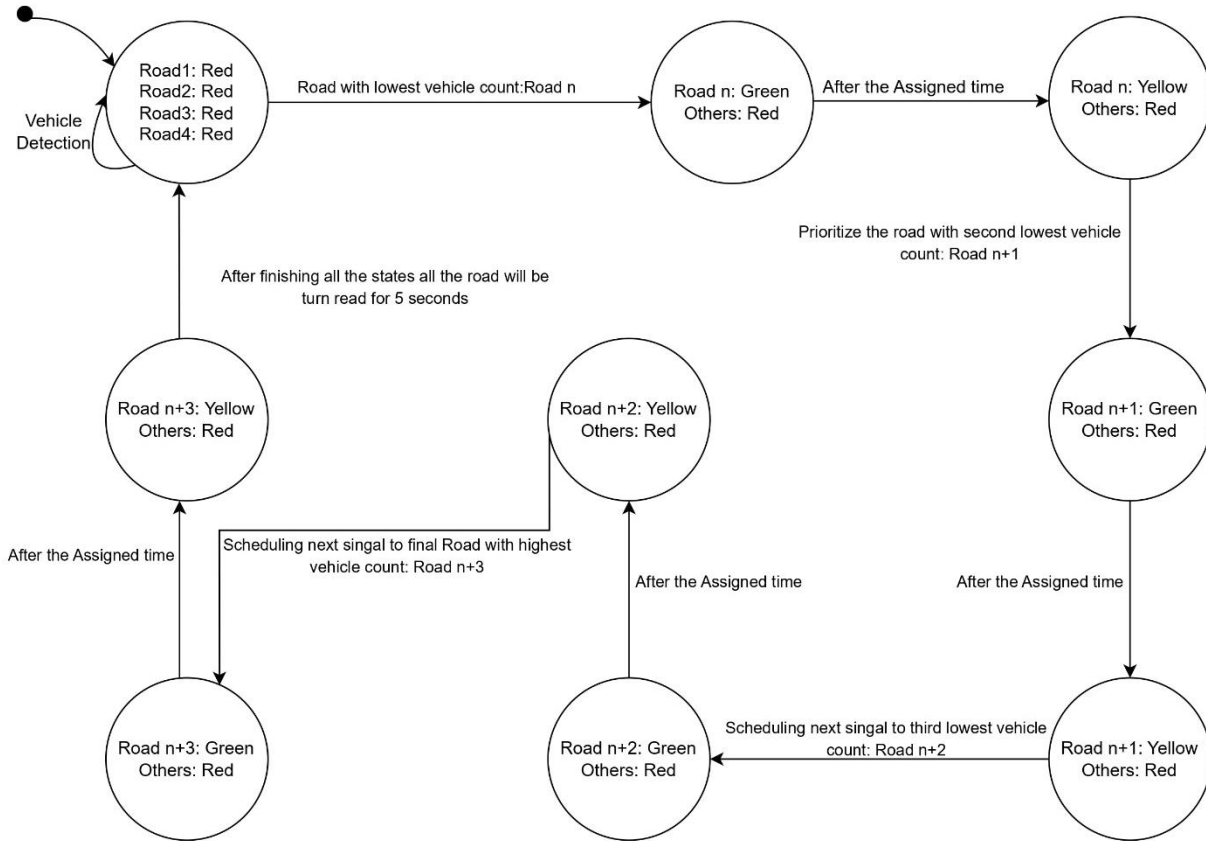 Road1: Red
Road2: Red
Road3: Red
Road4: Red
Vehicle
Detection
Road with lowest vehicle count:Road n
Road n: Green
Others: Red
After the Assigned time
Road n: Yellow
Others: Red
Prioritize the road with second lowest vehicle
count: Road n+1
After finishing all the states all the road will be
turn read for 5 seconds
Road n+3: Yellow
Others: Red
Road n+2: Yellow
Others: Red
Road n+1: Green
Others: Red
After the Assigned time
Scheduling next singal to final Road with highest
vehicle count: Road n+3
After the Assigned time
After the Assigned time
Road n+3: Green
Others: Red
Road n+2: Green
Others: Red
Scheduling next singal to third lowest vehicle
count: Road n+2
Road n+1: Yellow
Others: Red